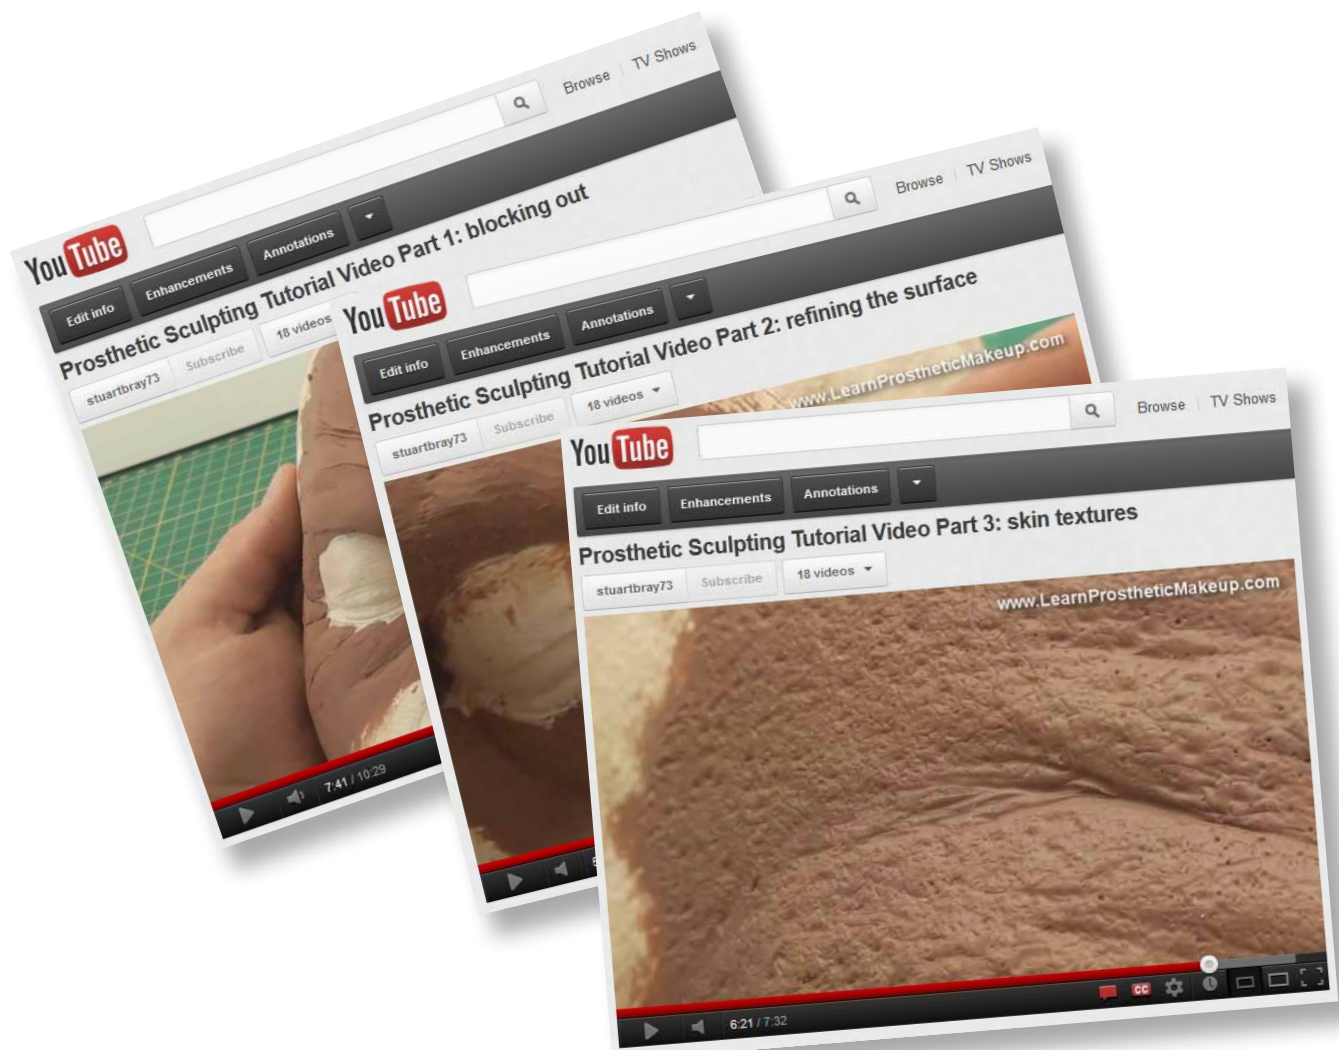 YouTube
Browse
TV Shows
Edit info
Enhancements
Annotations
Prosthetic Sculpting Tutorial Video Part 1: blocking out
stuartbray73
Subscribe
18 videos
7:41 / 10:29
YouTube
Browse
TV Shows
Edit info
Enhancements
Annotations
Prosthetic Sculpting Tutorial Video Part 2: refining the surface
stuartbray73
Subscribe
18 videos
www.LearnProstheticMakeup.com
YouTube
Browse
TV Shows
Edit info
Enhancements
Annotations
Prosthetic Sculpting Tutorial Video Part 3: skin textures
stuartbray73
Subscribe
18 videos
www.LearnProstheticMakeup.com
CC
6:21 / 7:32